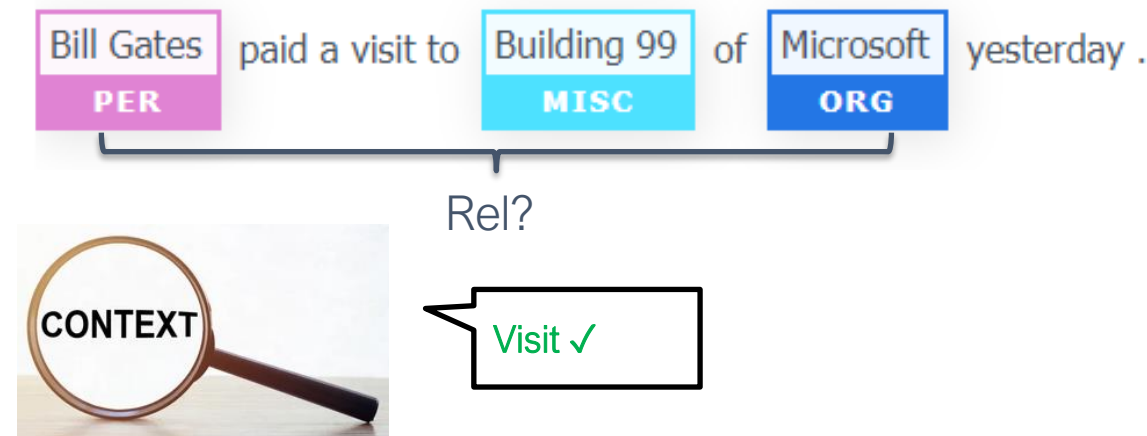 Bill Gates paid a visit to Building 99 of Microsoft yesterday .
PER MISC ORG
Rel?
CONTEXT
Visit ✓